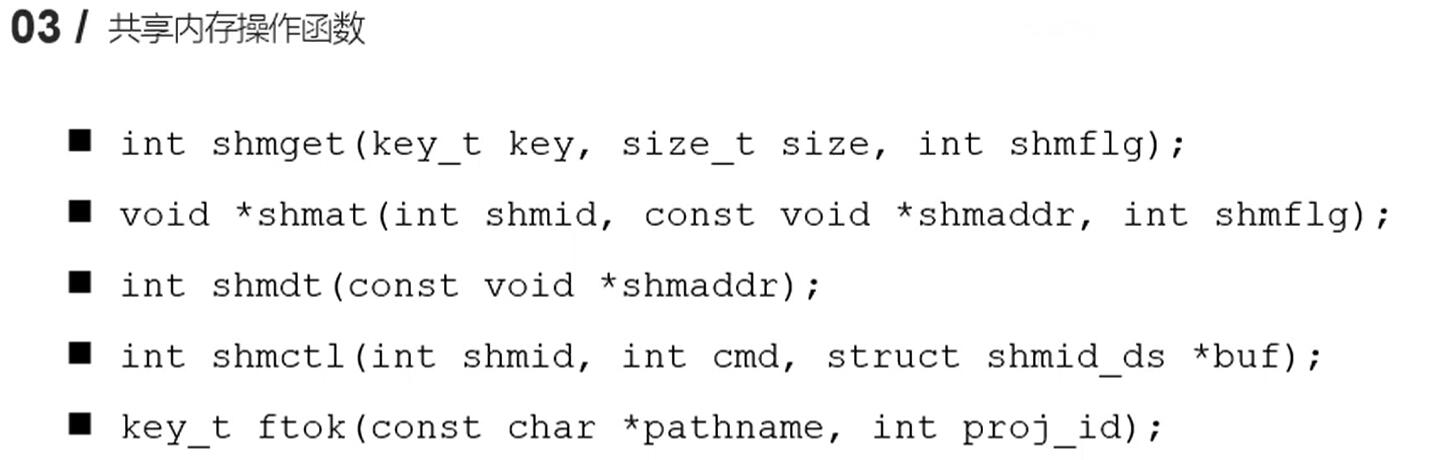 03 / 共享内存操作函数
■ int shmget(key_t key, size_t size, int shmflg);
■ void *shmat(int shmid, const void *shmaddr, int shmflg);
■ int shmdt(const void *shmaddr);
■ int shmctl(int shmid, int cmd, struct shmid_ds *buf);
■ key_t ftok(const char *pathname, int proj_id);